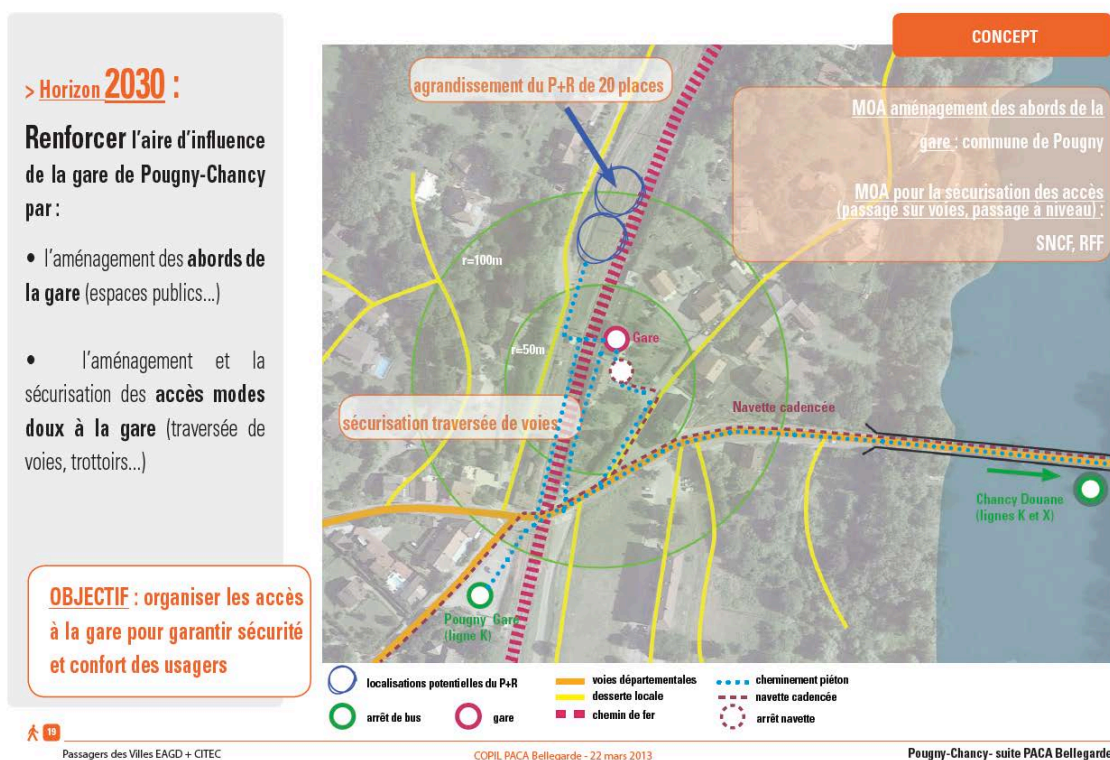 > Horizon 2030 :
Renforcer l'aire d'influence
de la gare de Pougny-Chancy
par :
• l'aménagement des abords de
la gare (espaces publics...)
• l'aménagement et la
sécurisation des accès modes
doux à la gare (traversée de
voies, trottoirs...)
OBJECTIF : organiser les accès
à la gare pour garantir sécurité
et confort des usagers
CONCEPT
agrandissement du P+R de 20 places
MOA aménagement des abords de la
gare : commune de Pougny
MOA pour la sécurisation des accès
(passage sur voies, passage a niveau) :
SNCF, RFF
r=100m
r=50m
Gare
sécurisation traversée de voies
Navette cadencée
Chancy Douane
(lignes K et X)
Pougny Gare
(ligne K)
localisations potentielles du P+R
arrêt de bus
gare
voies départementales
desserte locale
chemin de fer
cheminement piéton
navette cadencée
arrêt navette
19
Passagers des Villes EAGD + CITEC
COPIL PACA Bellegarde - 22 mars 2013
Pougny-Chancy- suite PACA Bellegarde